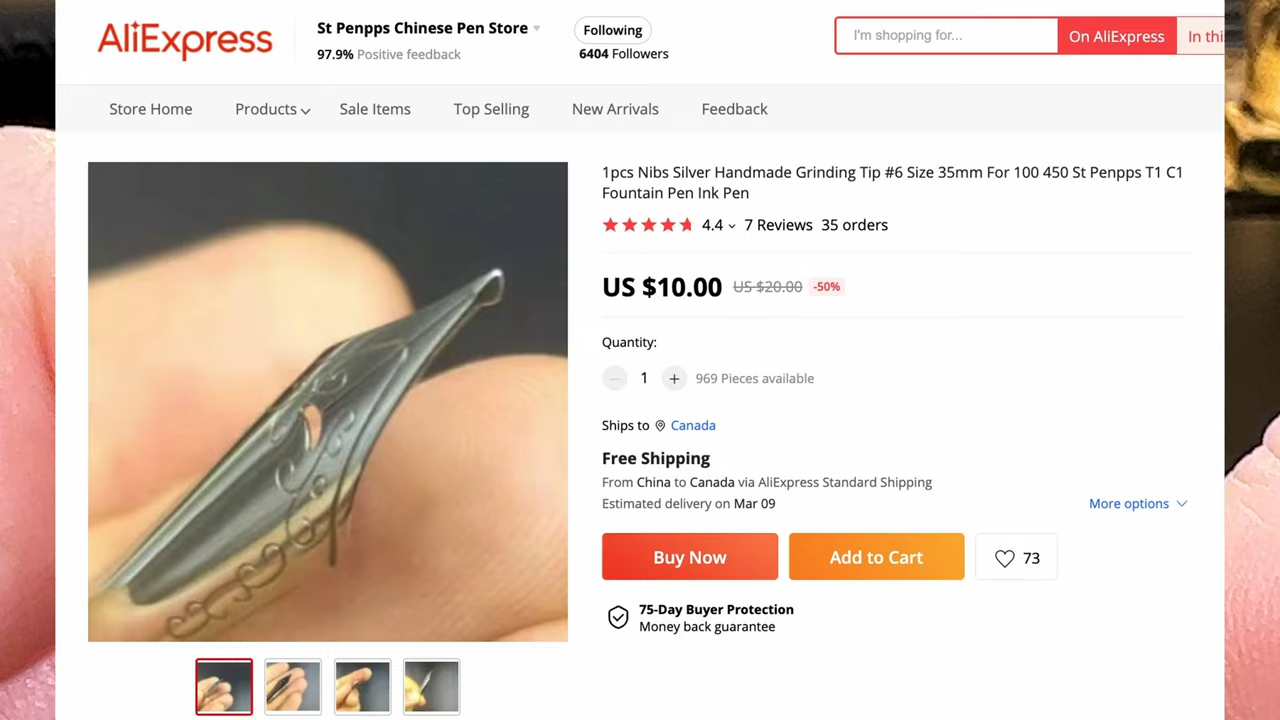 AliExpress
St Penpps Chinese Pen Store
97.9% Positive feedback
Following
6404 Followers
I'm shopping for...
On AliExpress
In thi
Store Home
Products
Sale Items
Top Selling
New Arrivals
Feedback
1pcs Nibs Silver Handmade Grinding Tip #6 Size 35mm For 100 450 St Penpps T1 C1
Fountain Pen Ink Pen
4.4
7 Reviews
35 orders
US $10.00
US $20.00
-50%
Quantity:
1
969 Pieces available
Ships to
Canada
Free Shipping
From China to Canada via AliExpress Standard Shipping
Estimated delivery on Mar 09
More options
Buy Now
Add to Cart
73
75-Day Buyer Protection
Money back guarantee